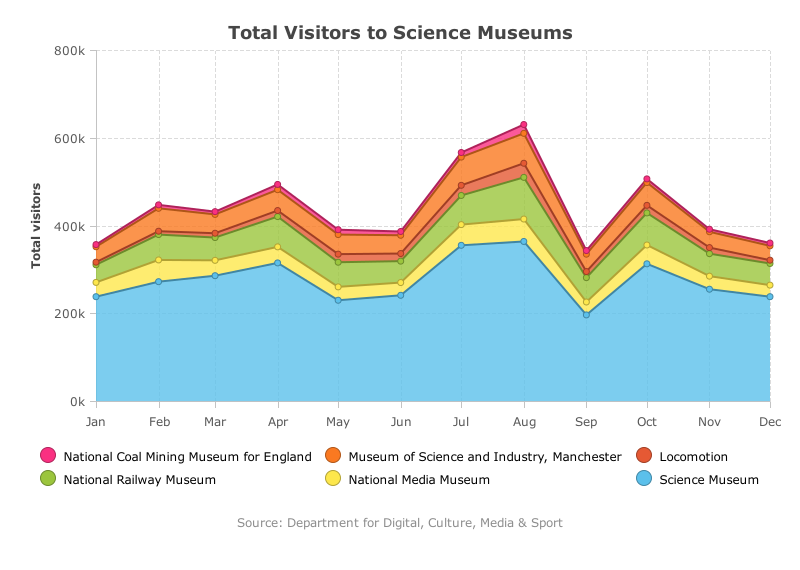 Total Visitors to Science Museums
800k
600k
400k
200k
0k
Total visitors
Jan Feb Mar Apr May Jun Jul Aug Sep Oct Nov Dec
National Coal Mining Museum for England Museum of Science and Industry, Manchester Locomotion
National Railway Museum National Media Museum Science Museum
Source: Department for Digital, Culture, Media & Sport